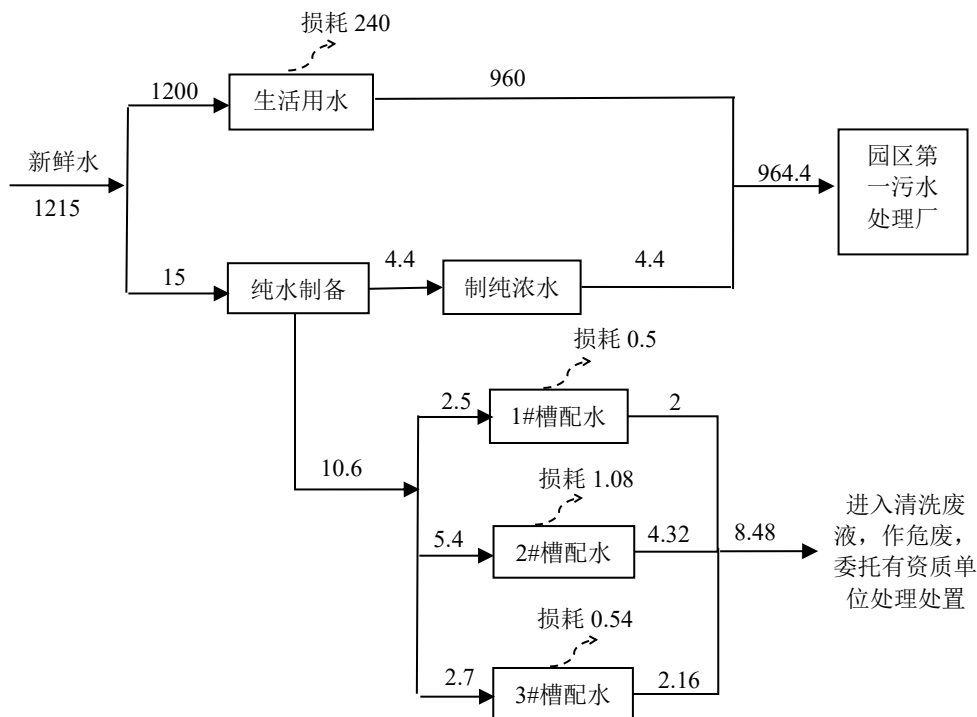 损耗 240
1200
生活用水
960
新鲜水
1215
园区第
一污水
处理厂
964.4
15
纯水制备
4.4
制纯浓水
4.4
损耗 0.5
2.5
1#槽配水
2
10.6
损耗 1.08
5.4
2#槽配水
4.32
8.48
进入清洗废
液，作危废，
委托有资质单
位处理处置
损耗 0.54
2.7
3#槽配水
2.16